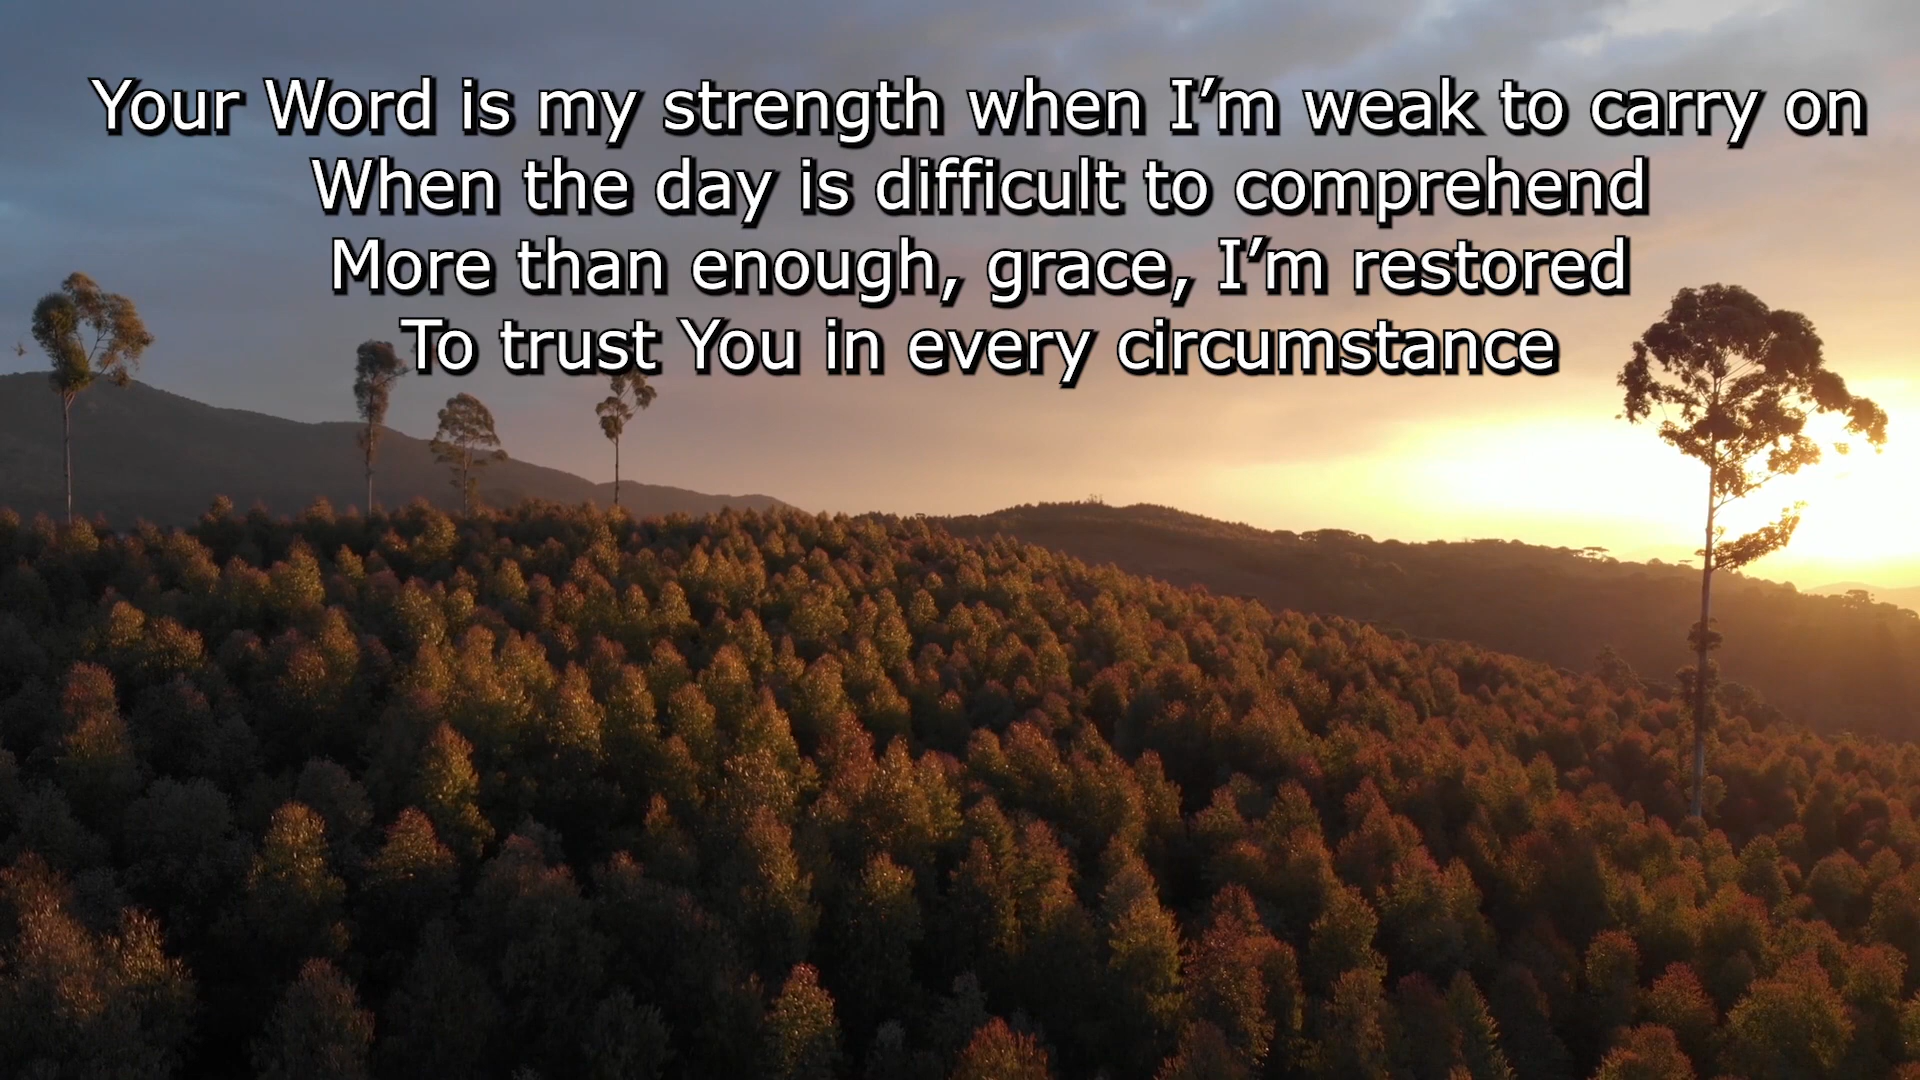 Your Word is my strength when I’m weak to carry on
When the day is difficult to comprehend
More than enough, grace, I’m restored
To trust You in every circumstance